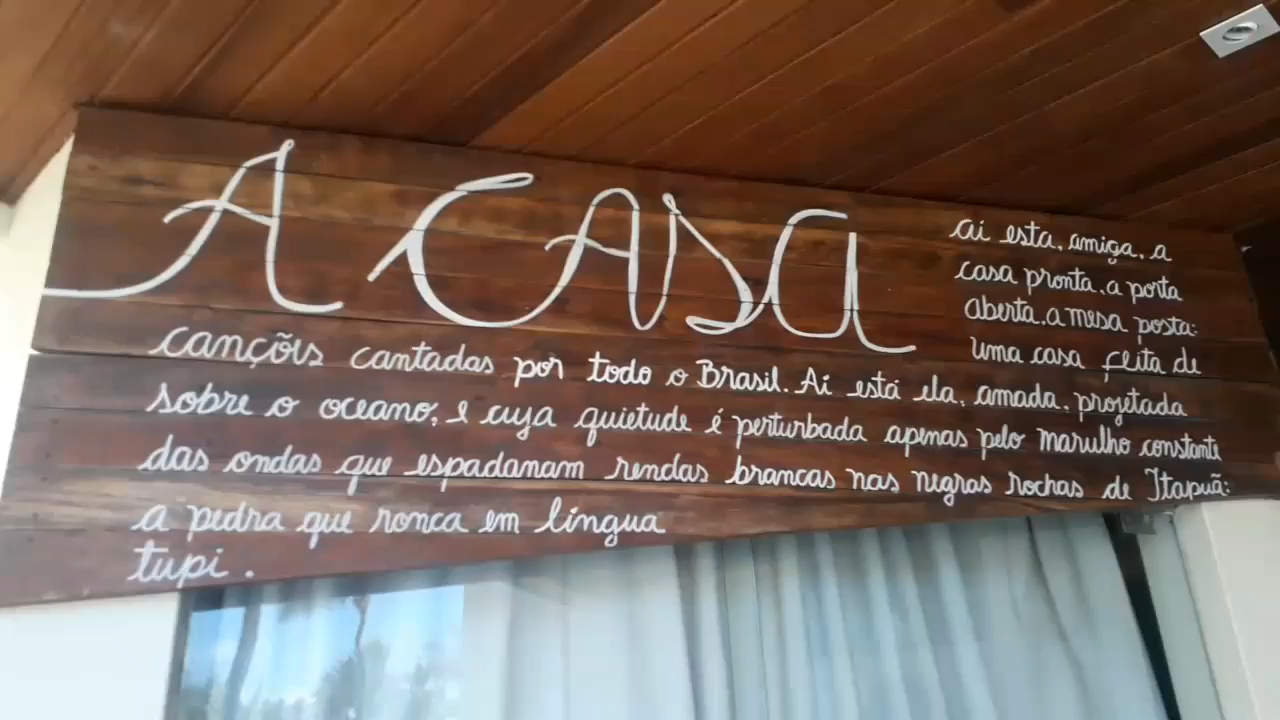 A CASA
aí está, amiga, a
casa pronta, a porta
aberta, a mesa posta:
uma casa feita de
canções cantadas por todo o Brasil. Aí está ela, amada, projetada
sobre o oceano, e cuja quietude é perturbada apenas pelo marulho constante
das ondas que espadanam rendas brancas nas negras rochas de Itapuã:
a pedra que ronca em língua
tupi.